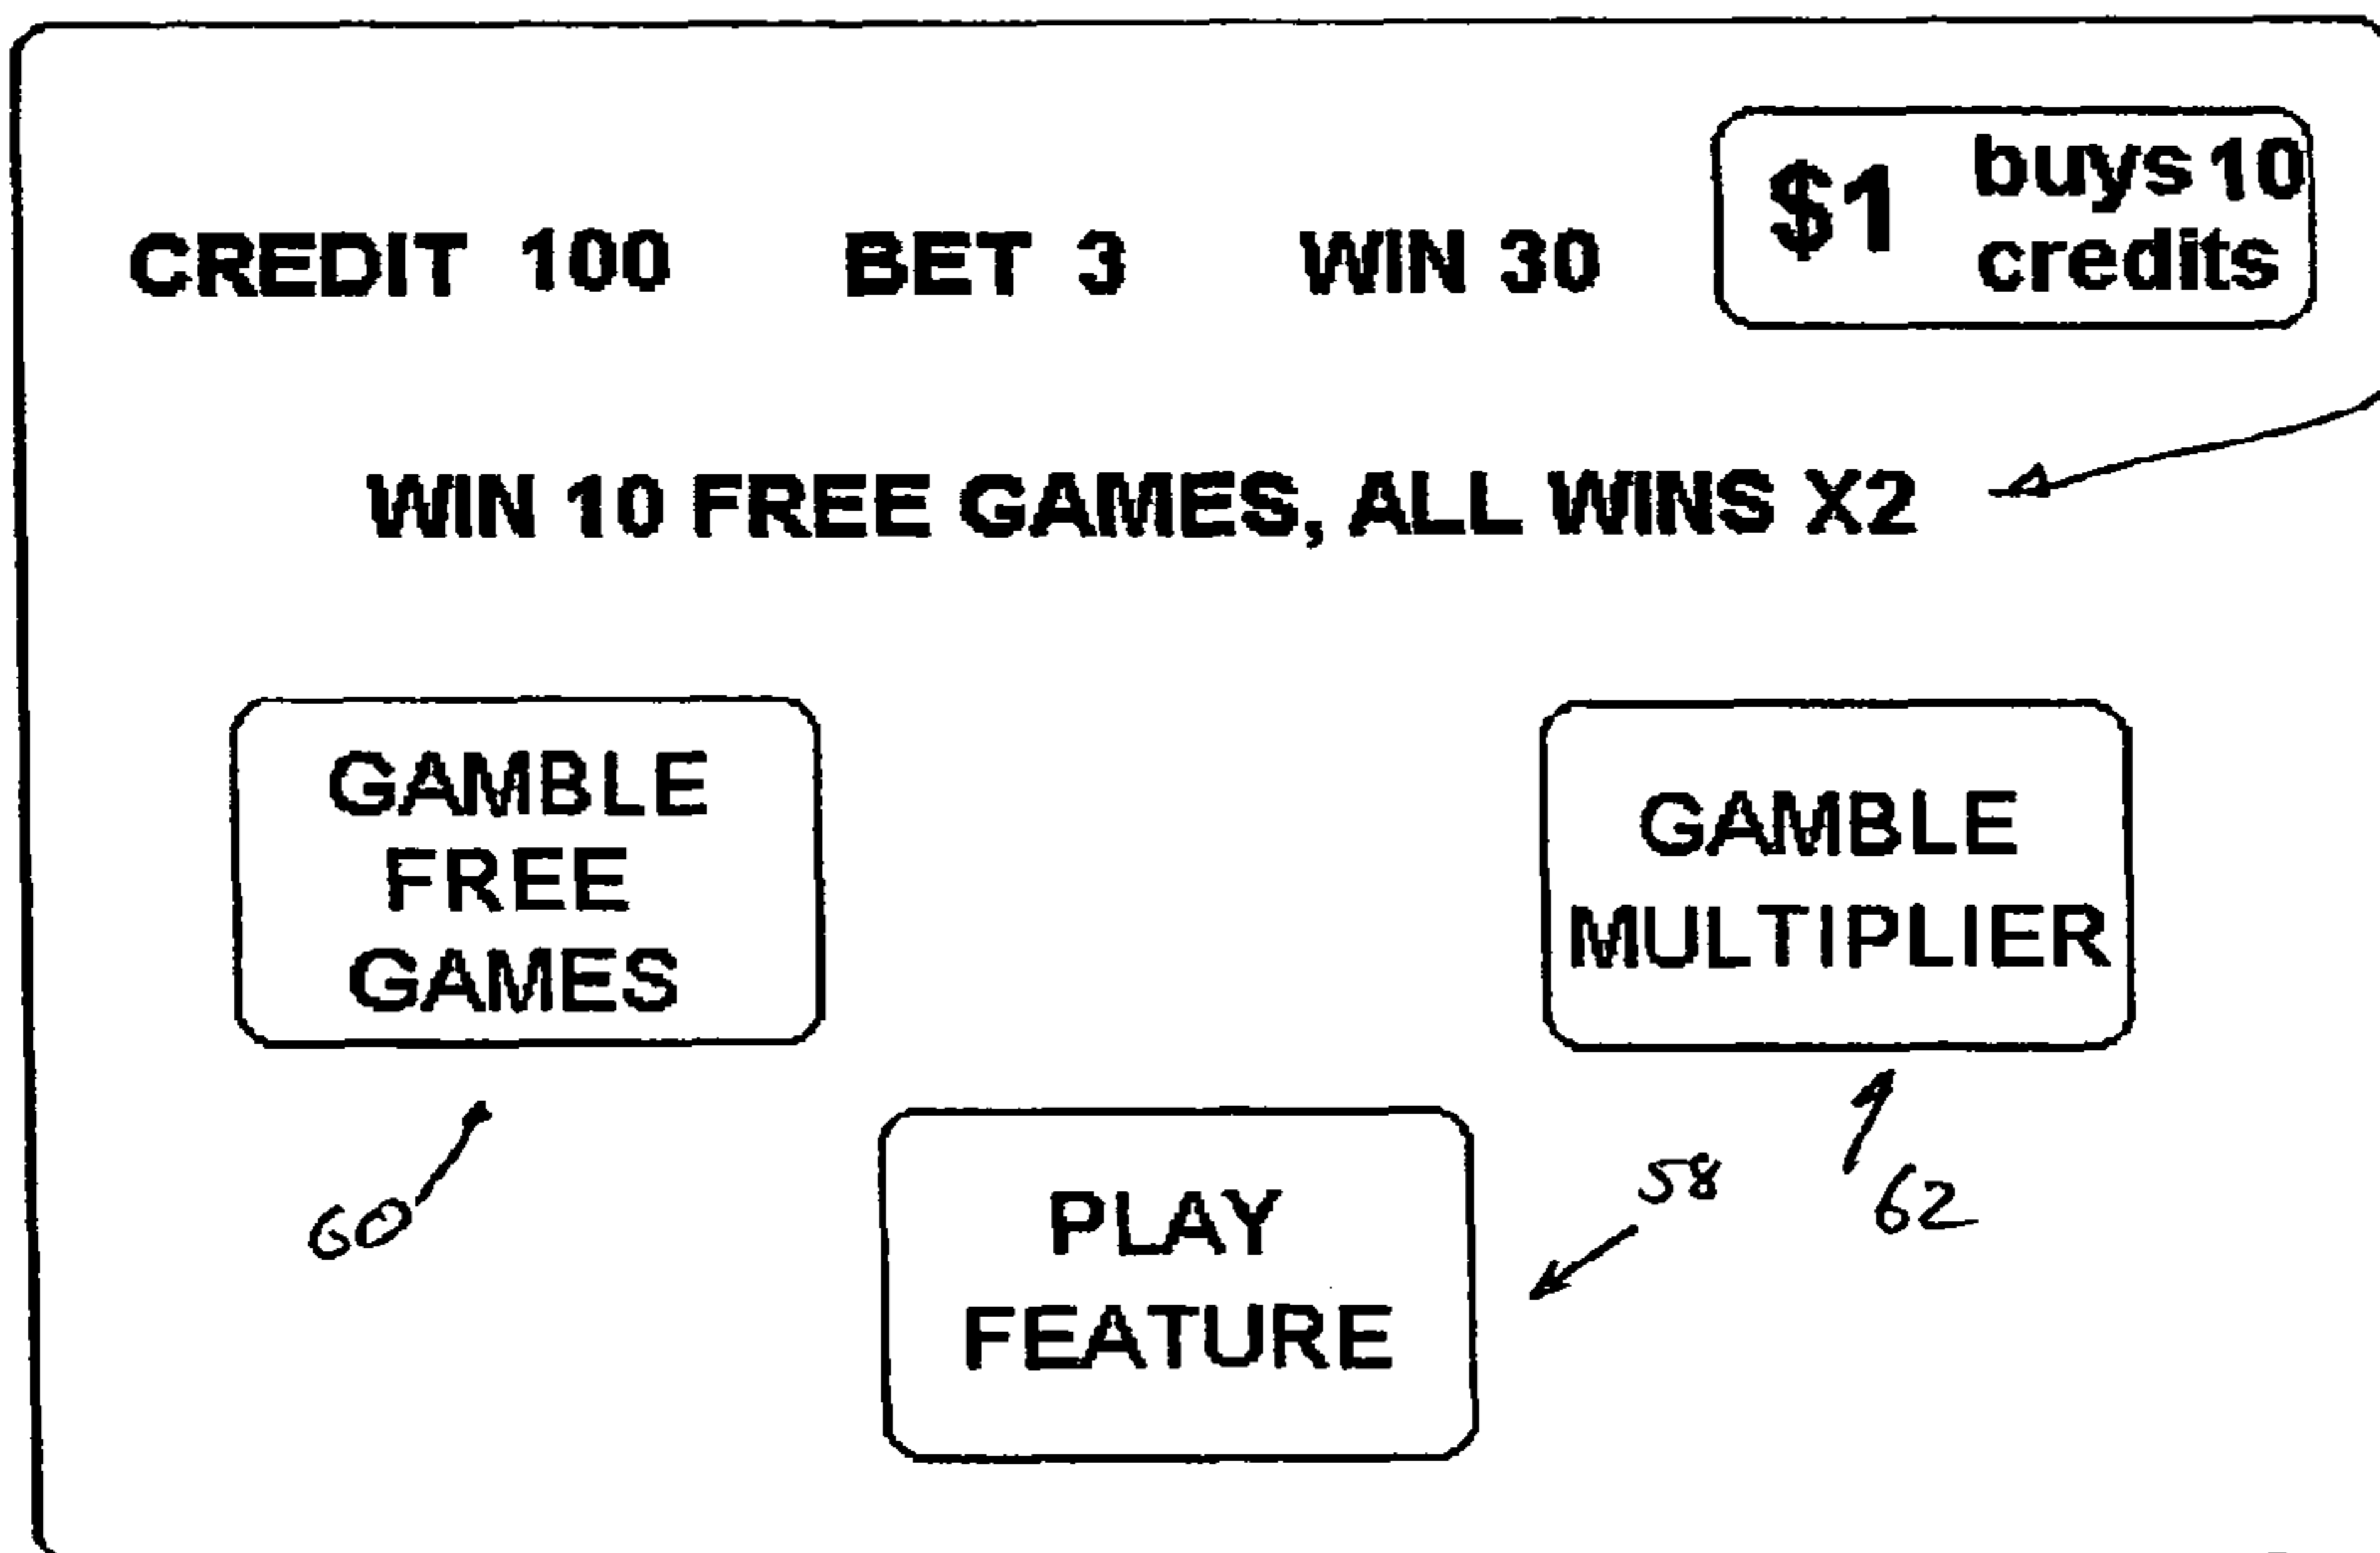 CREDIT 100 BET 3 WIN 30
$1 buys 10
credits
WIN 10 FREE GAMES, ALL WINS X2
GAMBLE
FREE
GAMES
GAMBLE
MULTIPLIER
60
PLAY
FEATURE
58
62